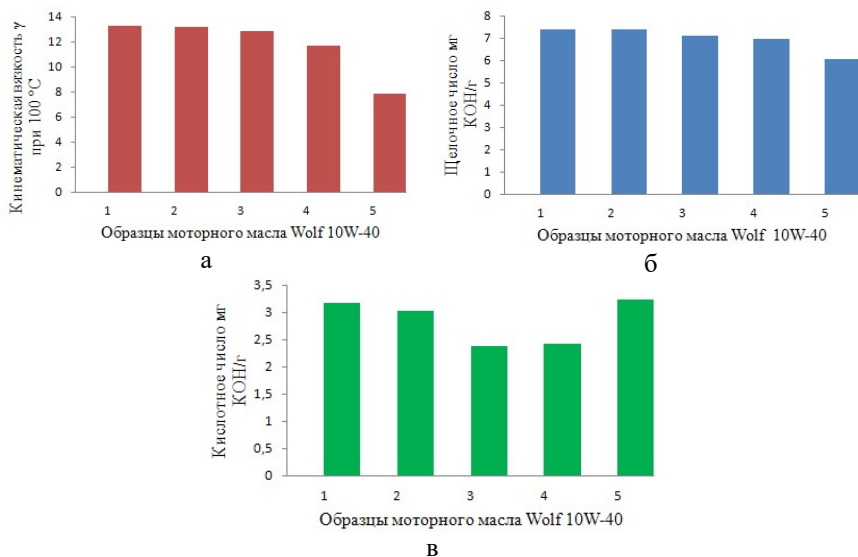 Кинематическая вязкость γ
при 100 °С
14
12
10
8
6
4
2
0
1 2 3 4 5
Образцы моторного масла Wolf 10W-40
а
Щелочное число мг
КОН/г
8
7
6
5
4
3
2
1
0
1 2 3 4 5
Образцы моторного масла Wolf 10W-40
б
Кислотное число мг
КОН/г
3,5
3
2,5
2
1,5
1
0,5
0
1 2 3 4 5
Образцы моторного масла Wolf 10W-40
в